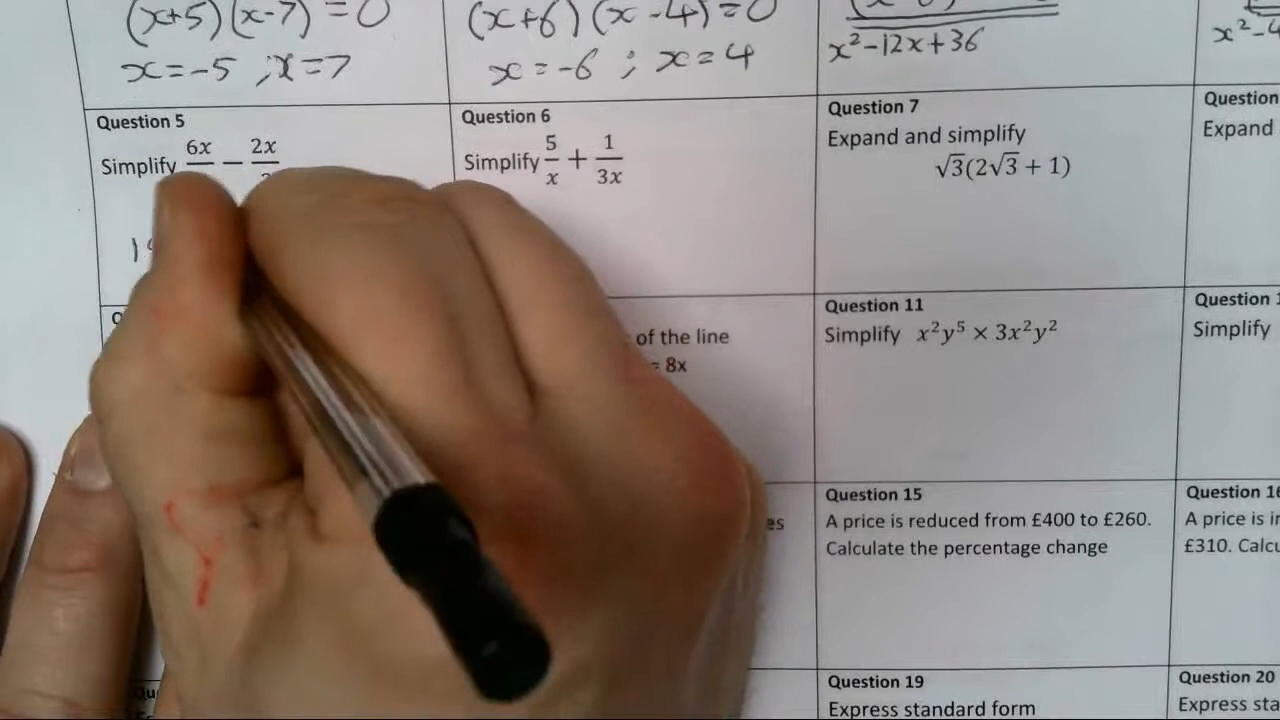 (x+5)(x-7)=0
x=-5 ; x=7
(x+6)(x-4)=0
x=-6 ; x=4
x²-12x+36
Question 5
Simplify 6x/ − 2x/
Question 6
Simplify 5/x + 1/3x
Question 7
Expand and simplify
√3(2√3 + 1)
Question
Expand
of the line
= 8x
Question 11
Simplify x²y⁵ × 3x²y²
Question
Simplify
Question 15
A price is reduced from £400 to £260.
Calculate the percentage change
Question 16
A price is
£310.
Question 19
Express standard form
Question 20
Express